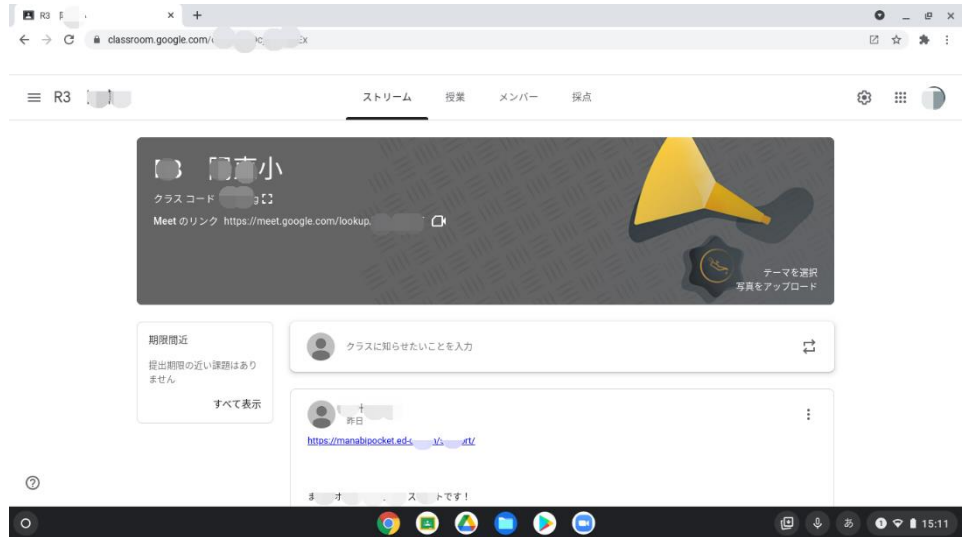 R3
classroom.google.com/
R3
ストリーム 授業 メンバー 採点
小
クラス コード
Meet のリンク https://meet.google.com/lookup
テーマを選択
写真をアップロード
期限間近
提出期限の近い課題はあり
ません
すべて表示
クラスに知らせたいことを入力
昨日
https://manabipocket.ed-
トです!
あ
1
15:11